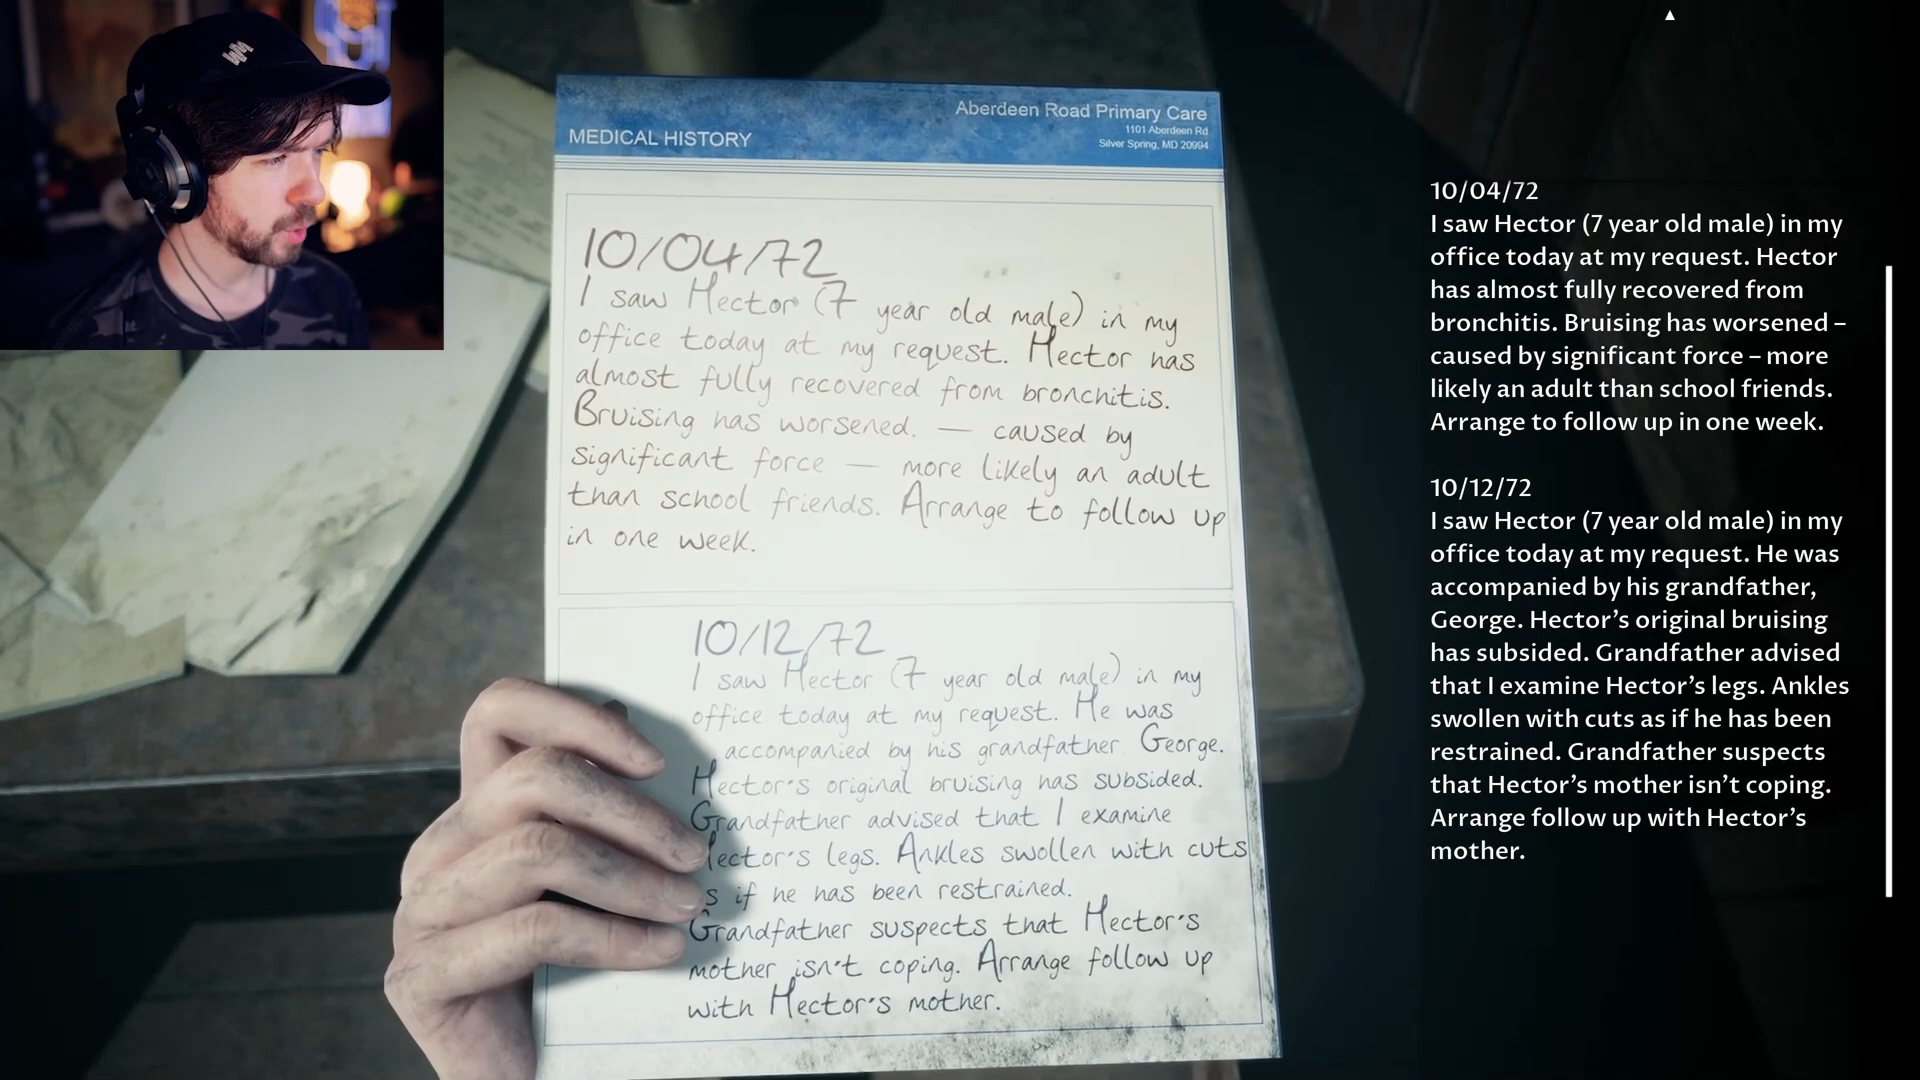 MEDICAL HISTORY
Aberdeen Road Primary Care
1101 Aberdeen Rd
Silver Spring, MD 20994
10/04/72
I saw Hector (7 year old male) in my
office today at my request. Hector has
almost fully recovered from bronchitis.
Bruising has worsened. — caused by
significant force — more likely an adult
than school friends. Arrange to follow up
in one week.
10/12/72
I saw Hector (7 year old male) in my
office today at my request. He was
accompanied by his grandfather George.
Hector's original bruising has subsided.
Grandfather advised that I examine
Hector's legs. Ankles swollen with cuts
as if he has been restrained.
Grandfather suspects that Hector's
mother isn't coping. Arrange follow up
with Hector's mother.
▲
10/04/72
I saw Hector (7 year old male) in my
office today at my request. Hector
has almost fully recovered from
bronchitis. Bruising has worsened –
caused by significant force – more
likely an adult than school friends.
Arrange to follow up in one week.
10/12/72
I saw Hector (7 year old male) in my
office today at my request. He was
accompanied by his grandfather,
George. Hector's original bruising
has subsided. Grandfather advised
that I examine Hector's legs. Ankles
swollen with cuts as if he has been
restrained. Grandfather suspects
that Hector's mother isn't coping.
Arrange follow up with Hector's
mother.